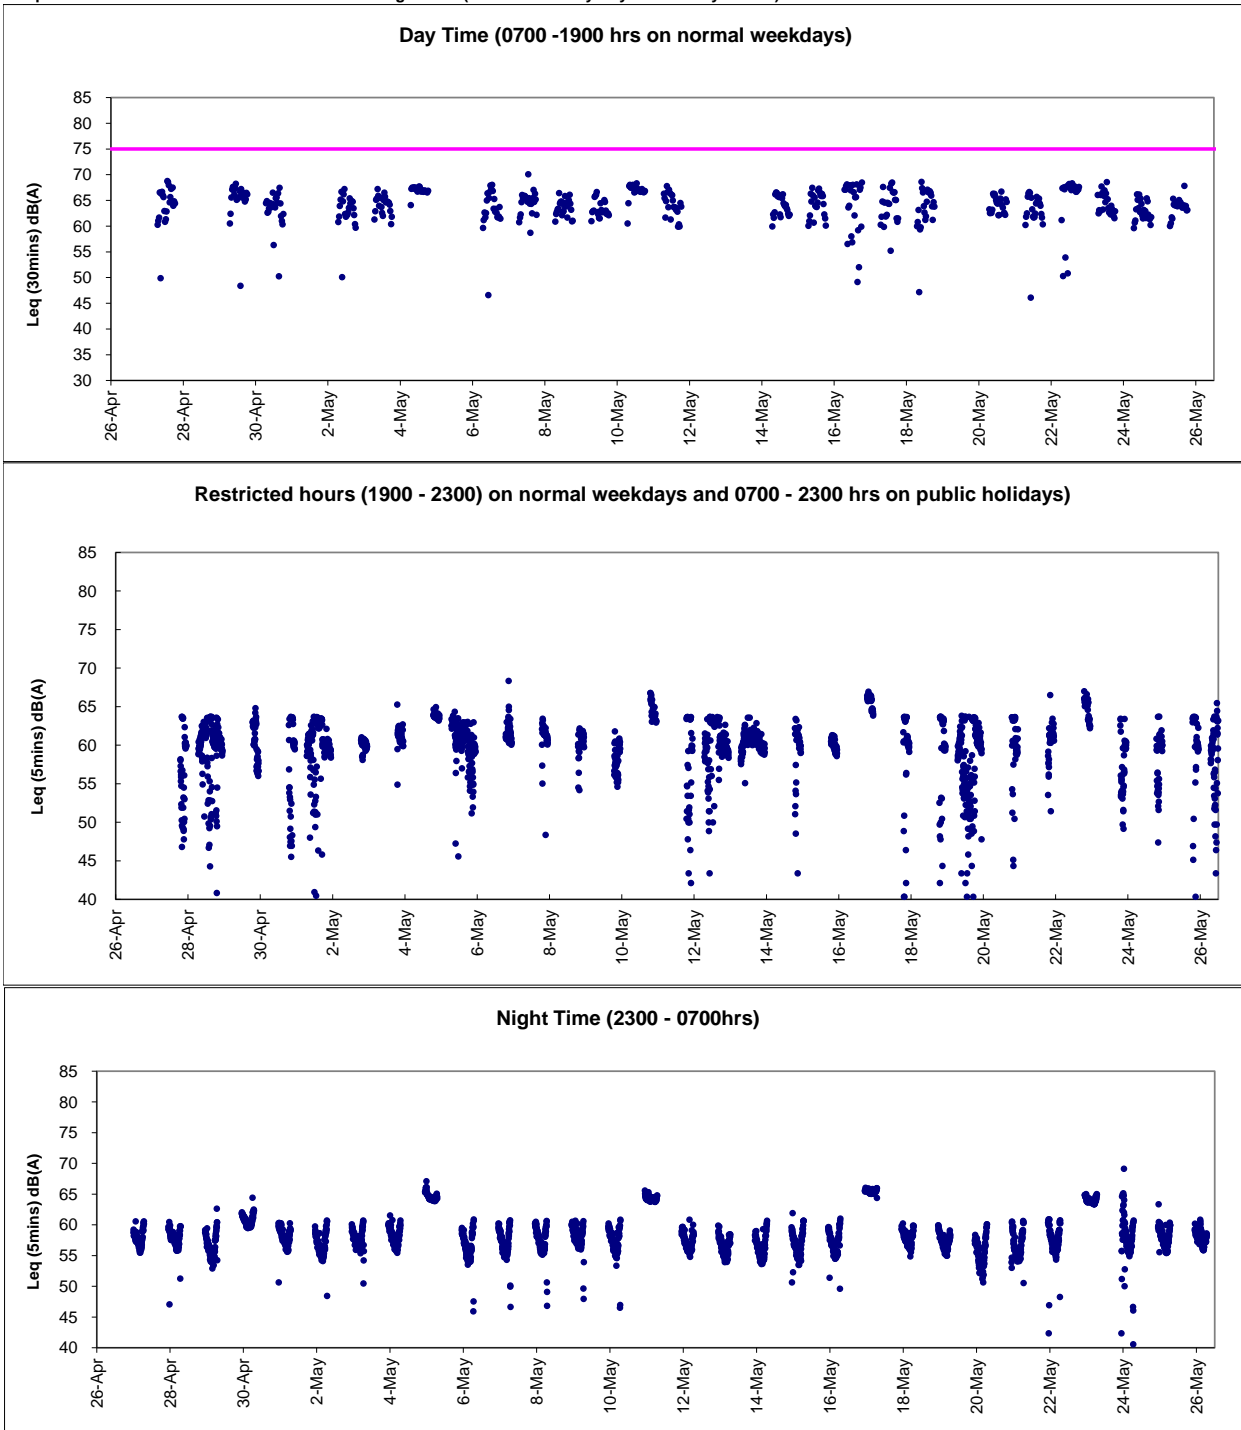 Day Time (0700 -1900 hrs on normal weekdays)
85
80
75
70
65
60
55
50
45
40
35
30
Leq (30mins) dB(A)
26-Apr
28-Apr
30-Apr
2-May
4-May
6-May
8-May
10-May
12-May
14-May
16-May
18-May
20-May
22-May
24-May
26-May
Restricted hours (1900 - 2300) on normal weekdays and 0700 - 2300 hrs on public holidays)
85
80
75
70
65
60
55
50
45
40
Leq (5mins) dB(A)
26-Apr
28-Apr
30-Apr
2-May
4-May
6-May
8-May
10-May
12-May
14-May
16-May
18-May
20-May
22-May
24-May
26-May
Night Time (2300 - 0700hrs)
85
80
75
70
65
60
55
50
45
40
Leq (5mins) dB(A)
26-Apr
28-Apr
30-Apr
2-May
4-May
6-May
8-May
10-May
12-May
14-May
16-May
18-May
20-May
22-May
24-May
26-May